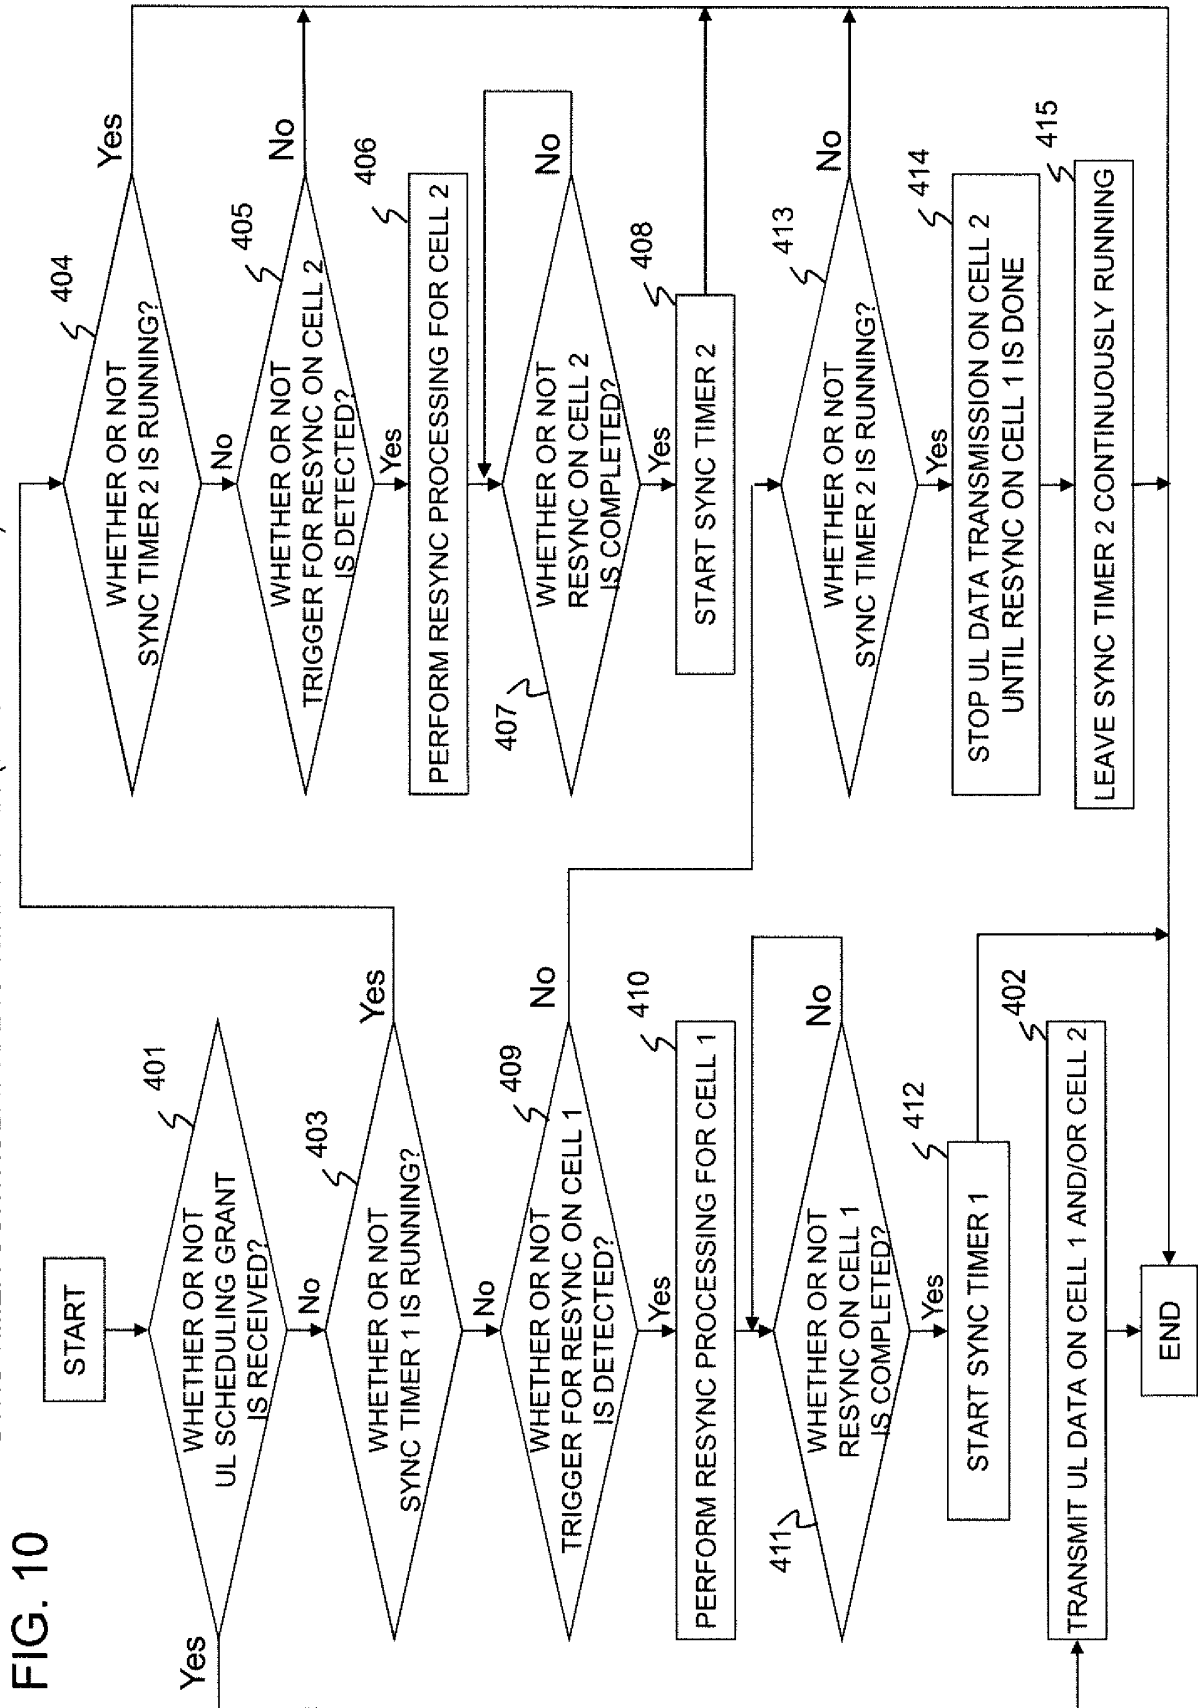 FIG. 10
START
401
WHETHER OR NOT
UL SCHEDULING GRANT
IS RECEIVED?
Yes
No
403
WHETHER OR NOT
SYNC TIMER 1 IS RUNNING?
Yes
No
409
WHETHER OR NOT
TRIGGER FOR RESYNC ON CELL 1
IS DETECTED?
No
Yes
410
PERFORM RESYNC PROCESSING FOR CELL 1
411
WHETHER OR NOT
RESYNC ON CELL 1
IS COMPLETED?
No
Yes
412
START SYNC TIMER 1
402
TRANSMIT UL DATA ON CELL 1 AND/OR CELL 2
END
404
WHETHER OR NOT
SYNC TIMER 2 IS RUNNING?
Yes
No
405
WHETHER OR NOT
TRIGGER FOR RESYNC ON CELL 2
IS DETECTED?
No
Yes
406
PERFORM RESYNC PROCESSING FOR CELL 2
407
WHETHER OR NOT
RESYNC ON CELL 2
IS COMPLETED?
No
Yes
408
START SYNC TIMER 2
413
WHETHER OR NOT
SYNC TIMER 2 IS RUNNING?
No
Yes
414
STOP UL DATA TRANSMISSION ON CELL 2
UNTIL RESYNC ON CELL 1 IS DONE
415
LEAVE SYNC TIMER 2 CONTINUOUSLY RUNNING